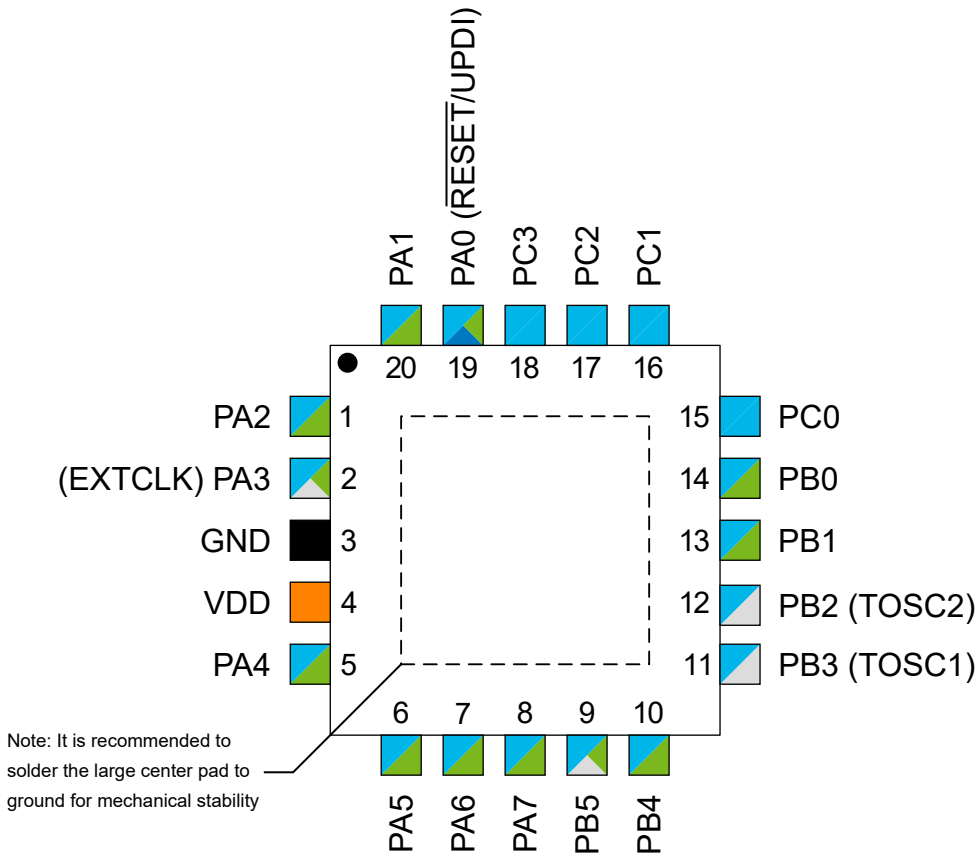 PA0 (RESET/UPDI)
PA1
PC3
PC2
PC1
20
19
18
17
16
PA2
1
15
PC0
(EXTCLK) PA3
2
14
PB0
GND
3
13
PB1
VDD
4
12
PB2 (TOSC2)
PA4
5
11
PB3 (TOSC1)
6
7
8
9
10
Note: It is recommended to
solder the large center pad to
ground for mechanical stability
PA5
PA6
PA7
PB5
PB4